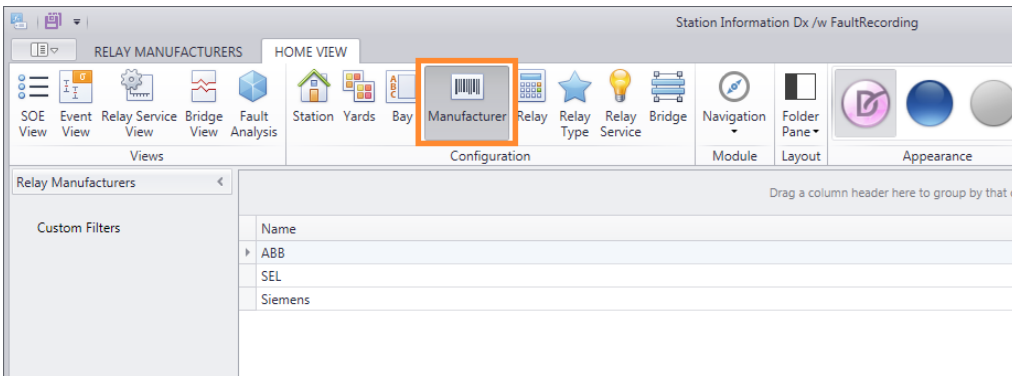 Station Information Dx /w FaultRecording
RELAY MANUFACTURERS HOME VIEW
SOE View Event View Relay Service View Bridge View Fault Analysis Station Yards Bay Manufacturer Relay Relay Type Relay Service Bridge Navigation Folder Pane
Views Configuration Module Layout Appearance
Relay Manufacturers
Drag a column header here to group by that
Custom Filters
Name
ABB
SEL
Siemens